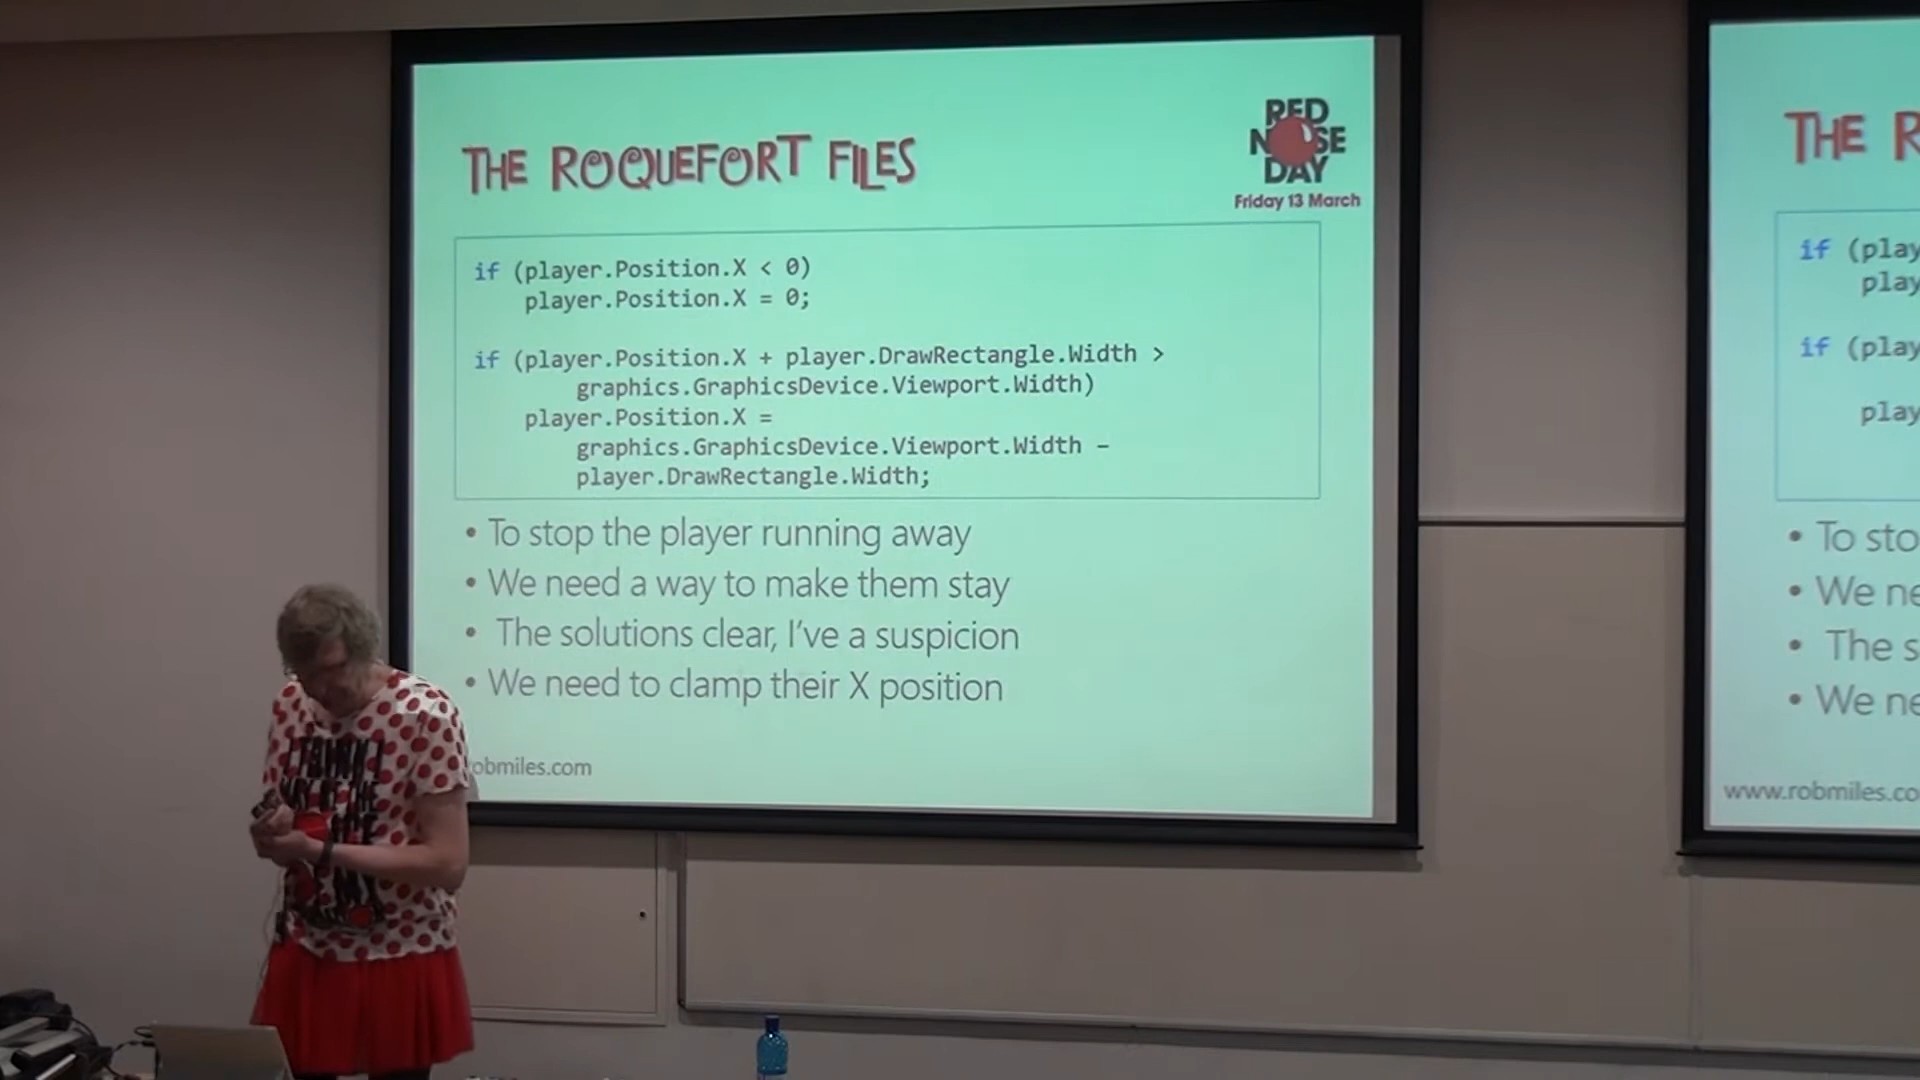 THE ROQUEFORT FILES
RED
NOSE
DAY
Friday 13 March
if (player.Position.X < 0)
player.Position.X = 0;
if (player.Position.X + player.DrawRectangle.Width >
graphics.GraphicsDevice.Viewport.Width)
player.Position.X =
graphics.GraphicsDevice.Viewport.Width –
player.DrawRectangle.Width;
• To stop the player running away
• We need a way to make them stay
• The solutions clear, I've a suspicion
• We need to clamp their X position
obmiles.com
THE R
if (play
play
if (play
play
• To sto
• We ne
• The s
• We ne
www.robmiles.co